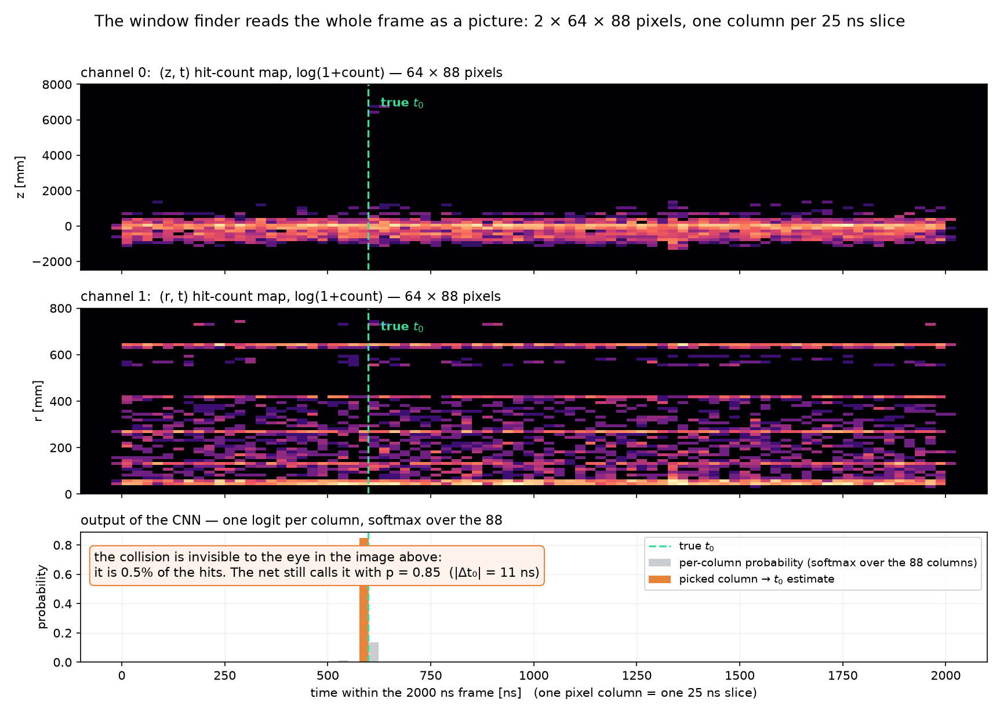 The window finder reads the whole frame as a picture: 2 × 64 × 88 pixels, one column per 25 ns slice
channel 0:  (z, t) hit-count map, log(1+count) — 64 × 88 pixels
8000
6000
4000
2000
0
−2000
z [mm]
true t₀
channel 1:  (r, t) hit-count map, log(1+count) — 64 × 88 pixels
800
600
400
200
0
r [mm]
true t₀
output of the CNN — one logit per column, softmax over the 88
0.8
0.6
0.4
0.2
0.0
probability
the collision is invisible to the eye in the image above:
it is 0.5% of the hits. The net still calls it with p = 0.85  (|Δt₀| = 11 ns)
true t₀
per-column probability (softmax over the 88 columns)
picked column → t₀ estimate
0 250 500 750 1000 1250 1500 1750 2000
time within the 2000 ns frame [ns]   (one pixel column = one 25 ns slice)